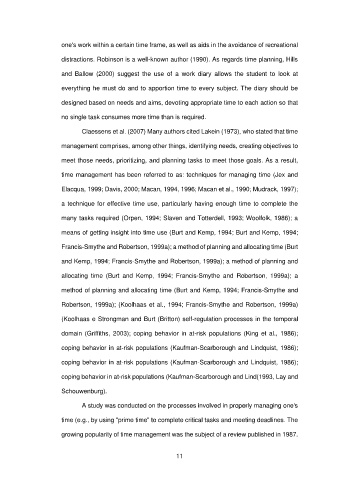 one's work within a certain time frame, as well as aids in the avoidance of recreational
distractions. Robinson is a well-known author (1990). As regards time planning, Hills
and Ballow (2000) suggest the use of a work diary allows the student to look at
everything he must do and to apportion time to every subject. The diary should be
designed based on needs and aims, devoting appropriate time to each action so that
no single task consumes more time than is required.
Claessens et al. (2007) Many authors cited Lakein (1973), who stated that time
management comprises, among other things, identifying needs, creating objectives to
meet those needs, prioritizing, and planning tasks to meet those goals. As a result,
time management has been referred to as: techniques for managing time (Jex and
Elacqua, 1999; Davis, 2000; Macan, 1994, 1996; Macan et al., 1990; Mudrack, 1997);
a technique for effective time use, particularly having enough time to complete the
many tasks required (Orpen, 1994; Slaven and Totterdell, 1993; Woolfolk, 1986); a
means of getting insight into time use (Burt and Kemp, 1994; Burt and Kemp, 1994;
Francis-Smythe and Robertson, 1999a); a method of planning and allocating time (Burt
and Kemp, 1994; Francis-Smythe and Robertson, 1999a); a method of planning and
allocating time (Burt and Kemp, 1994; Francis-Smythe and Robertson, 1999a); a
method of planning and allocating time (Burt and Kemp, 1994; Francis-Smythe and
Robertson, 1999a); (Koolhaas et al., 1994; Francis-Smythe and Robertson, 1999a)
(Koolhaas e Strongman and Burt (Britton) self-regulation processes in the temporal
domain (Griffiths, 2003); coping behavior in at-risk populations (King et al., 1986);
coping behavior in at-risk populations (Kaufman-Scarborough and Lindquist, 1986);
coping behavior in at-risk populations (Kaufman-Scarborough and Lindquist, 1986);
coping behavior in at-risk populations (Kaufman-Scarborough and Lind(1993, Lay and
Schouwenburg).
A study was conducted on the processes involved in properly managing one's
time (e.g., by using "prime time" to complete critical tasks and meeting deadlines. The
growing popularity of time management was the subject of a review published in 1987.
11